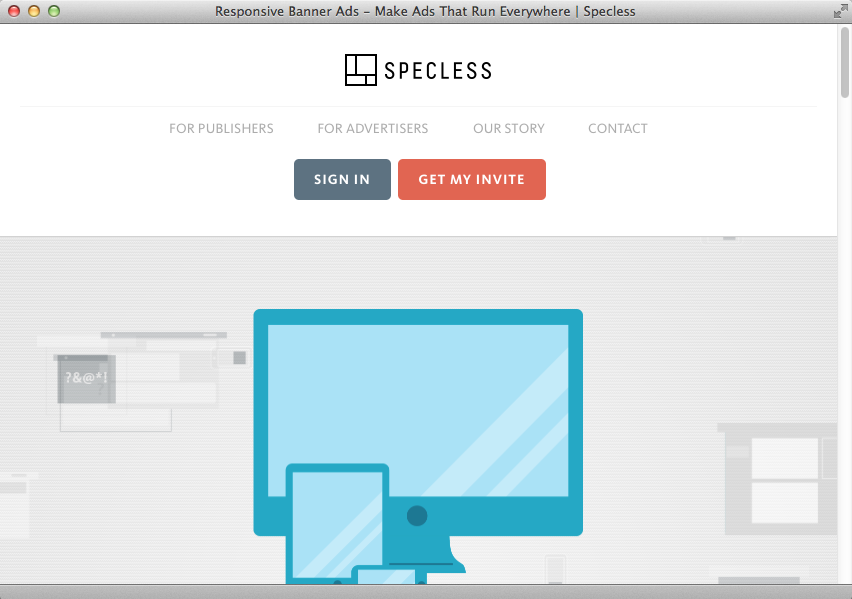 Responsive Banner Ads – Make Ads That Run Everywhere | Specless
SPECLESS
FOR PUBLISHERS FOR ADVERTISERS OUR STORY CONTACT
SIGN IN GET MY INVITE
?&@*!